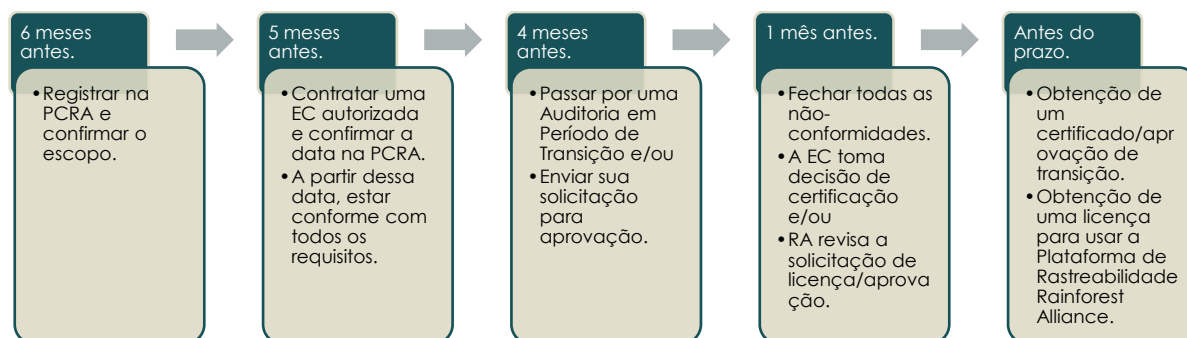 6 meses
antes.
•Registrar na
PCRA e
confirmar o
escopo.
5 meses
antes.
•Contratar uma
EC autorizada
e confirmar a
data na PCRA.
•A partir dessa
data, estar
conforme com
todos os
requisitos.
4 meses
antes.
•Passar por uma
Auditoria em
Período de
Transição e/ou
•Enviar sua
solicitação
para
aprovação.
1 mês antes.
•Fechar todas as
não-
conformidades.
•A EC toma
decisão de
certificação
e/ou
•RA revisa a
solicitação de
licença/aprova
ção.
Antes do
prazo.
•Obtenção de
um
certificado/apr
ovação de
transição.
•Obtenção de
uma licença
para usar a
Plataforma de
Rastreabilidade
Rainforest
Alliance.